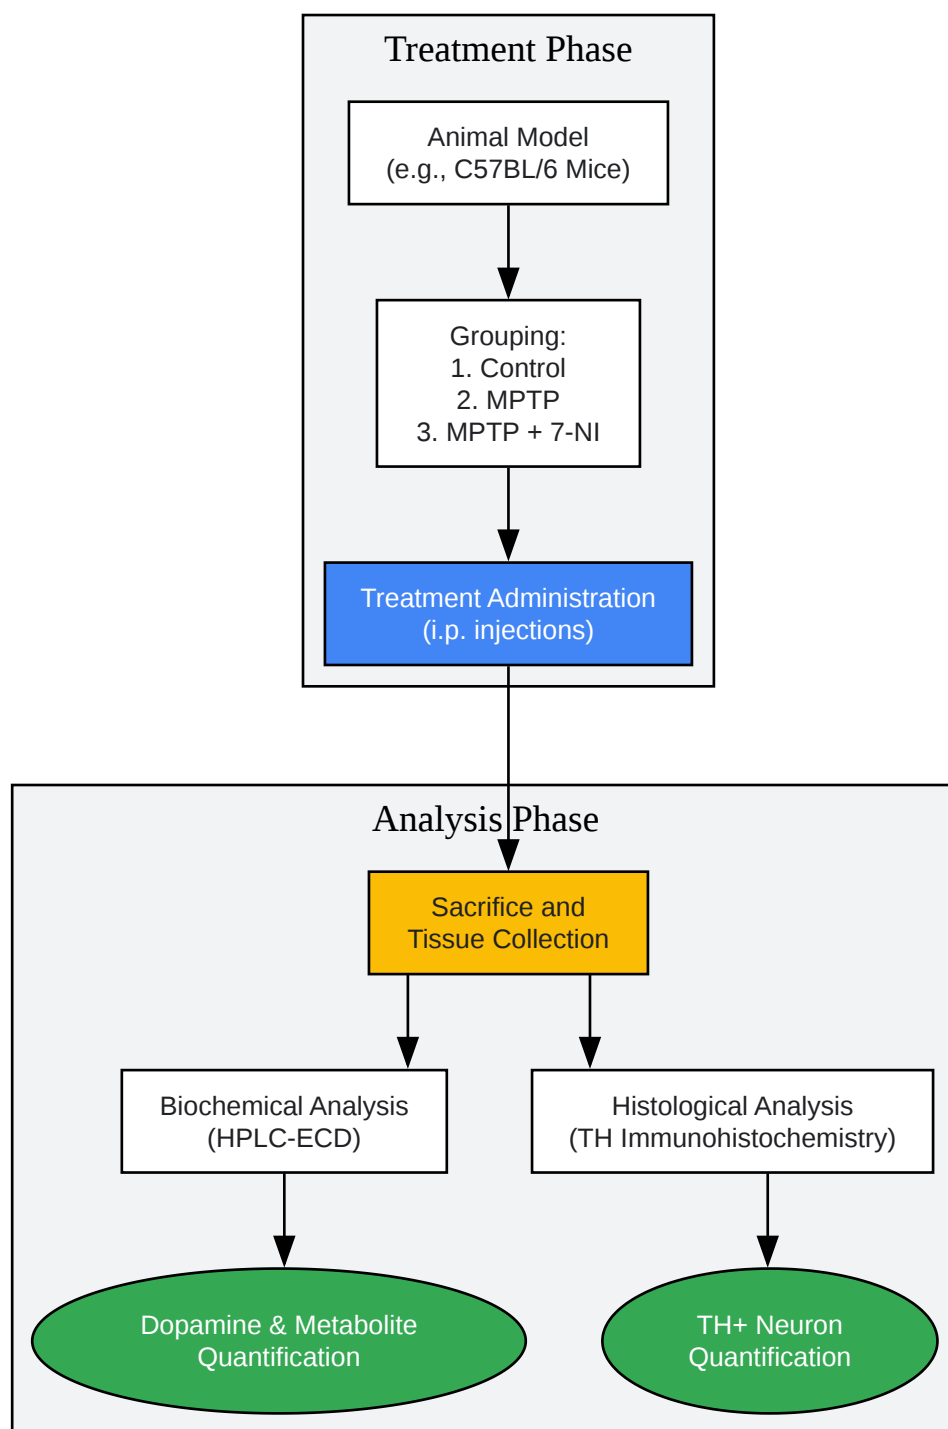 Treatment Phase
Animal Model
(e.g., C57BL/6 Mice)
Grouping:
1. Control
2. MPTP
3. MPTP + 7-NI
Treatment Administration
(i.p. injections)
Analysis Phase
Sacrifice and
Tissue Collection
Biochemical Analysis
(HPLC-ECD)
Histological Analysis
(TH Immunohistochemistry)
Dopamine & Metabolite
Quantification
TH+ Neuron
Quantification